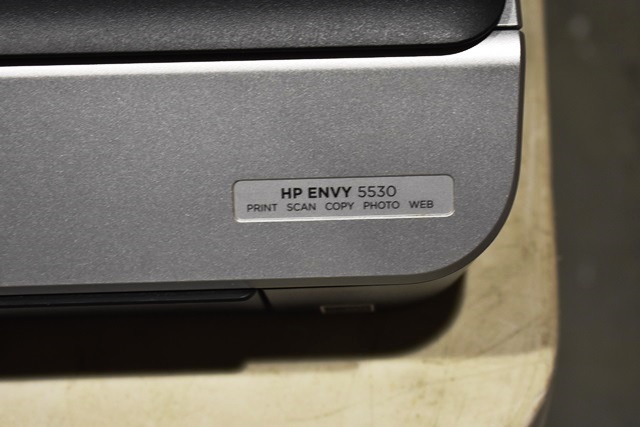 HP ENVY 5530
PRINT SCAN COPY PHOTO WEB